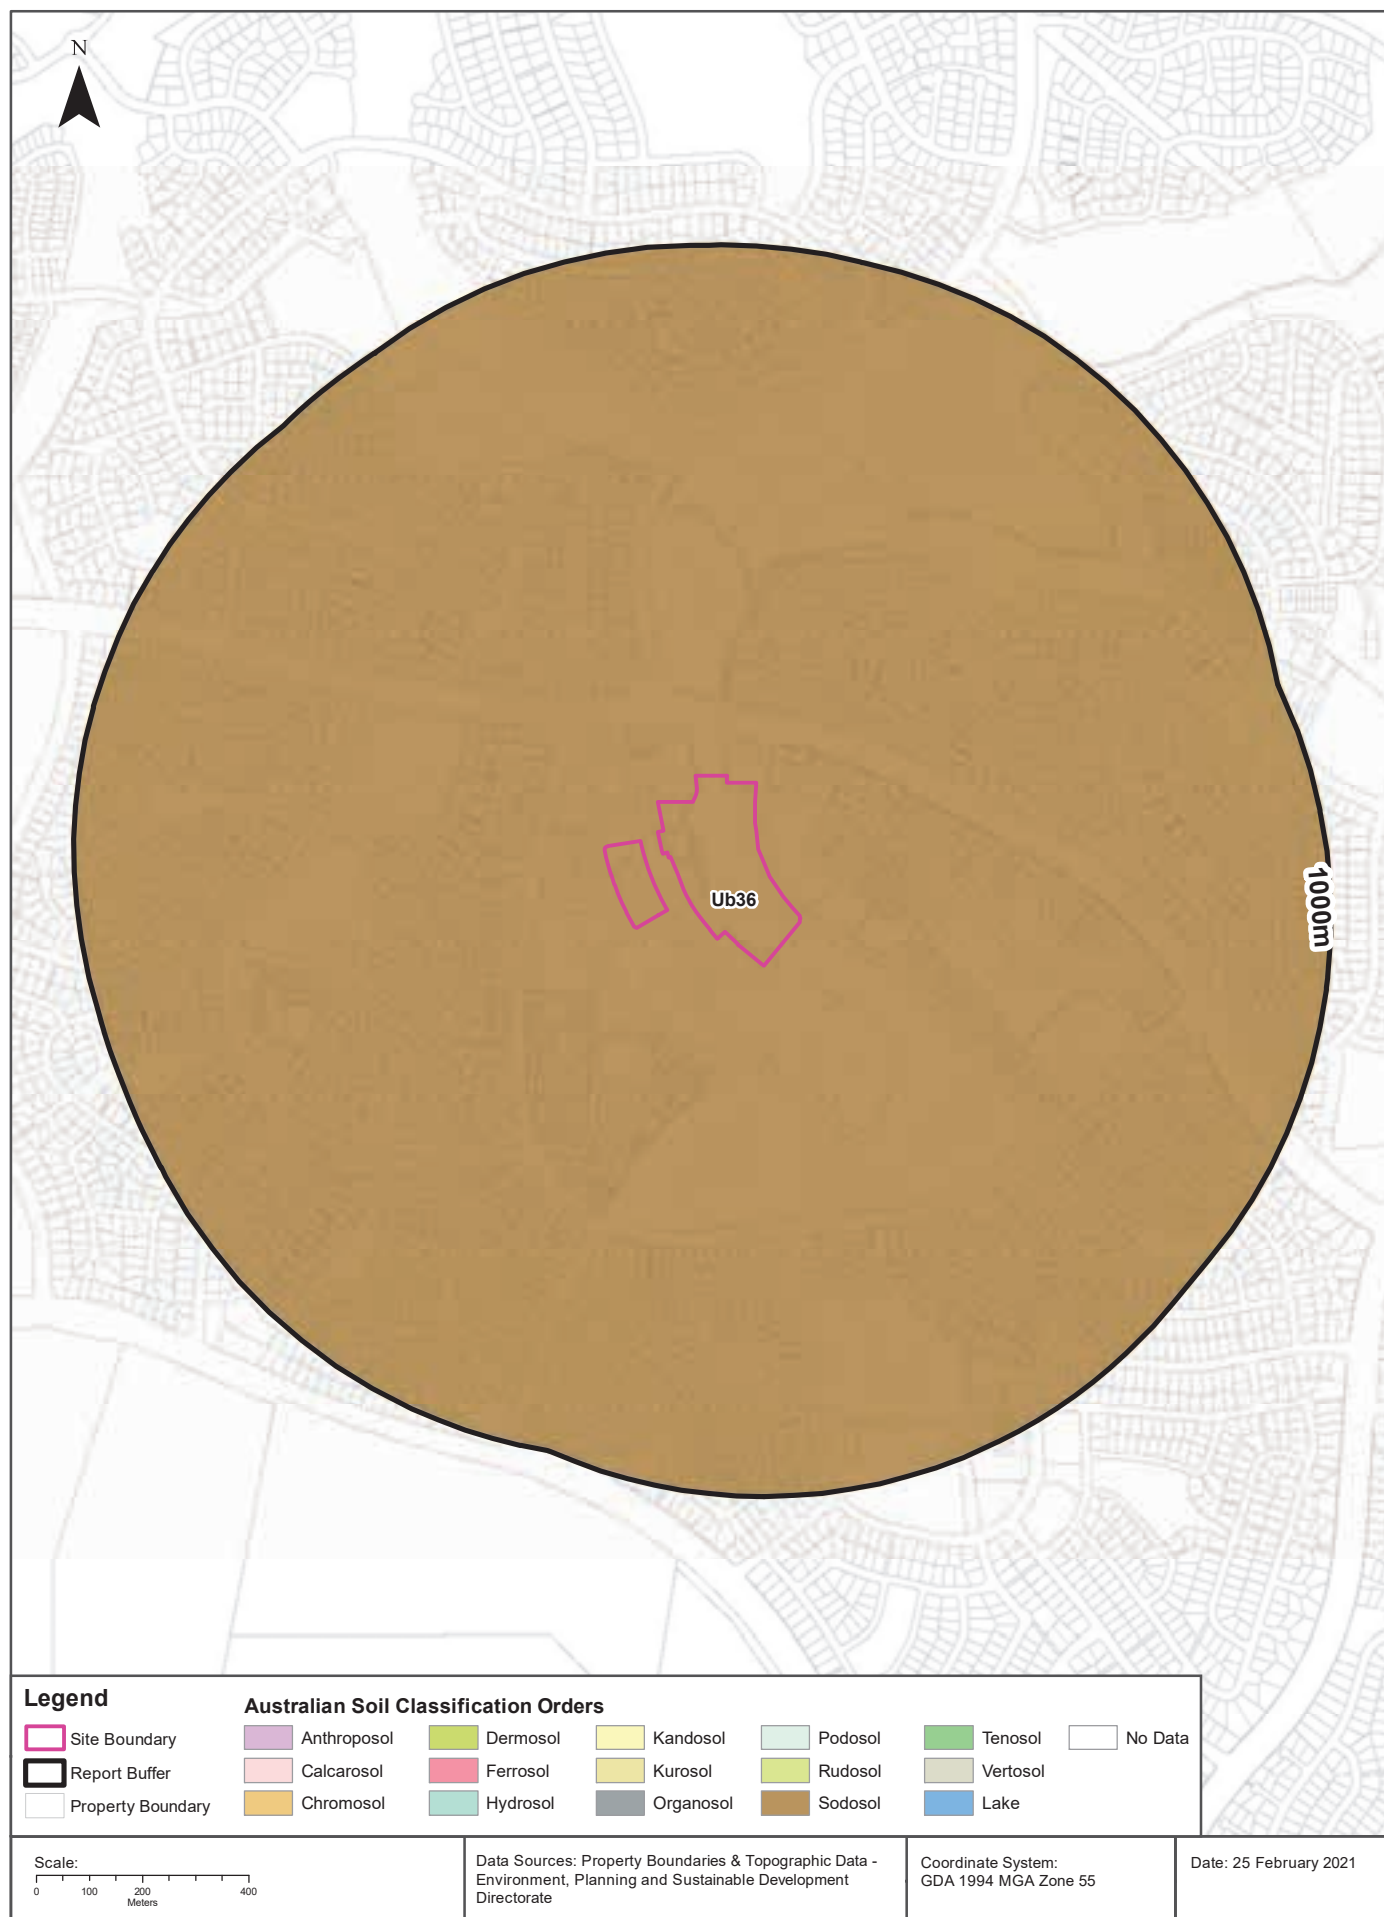 N
Ub36
1000m
Legend
Site Boundary
Report Buffer
Property Boundary
Australian Soil Classification Orders
Anthroposol
Dermosol
Kandosol
Podosol
Tenosol
No Data
Calcarosol
Ferrosol
Kurosol
Rudosol
Vertosol
Chromosol
Hydrosol
Organosol
Sodosol
Lake
Scale:
0 100 200 400
Meters
Data Sources: Property Boundaries & Topographic Data -
Environment, Planning and Sustainable Development
Directorate
Coordinate System:
GDA 1994 MGA Zone 55
Date: 25 February 2021